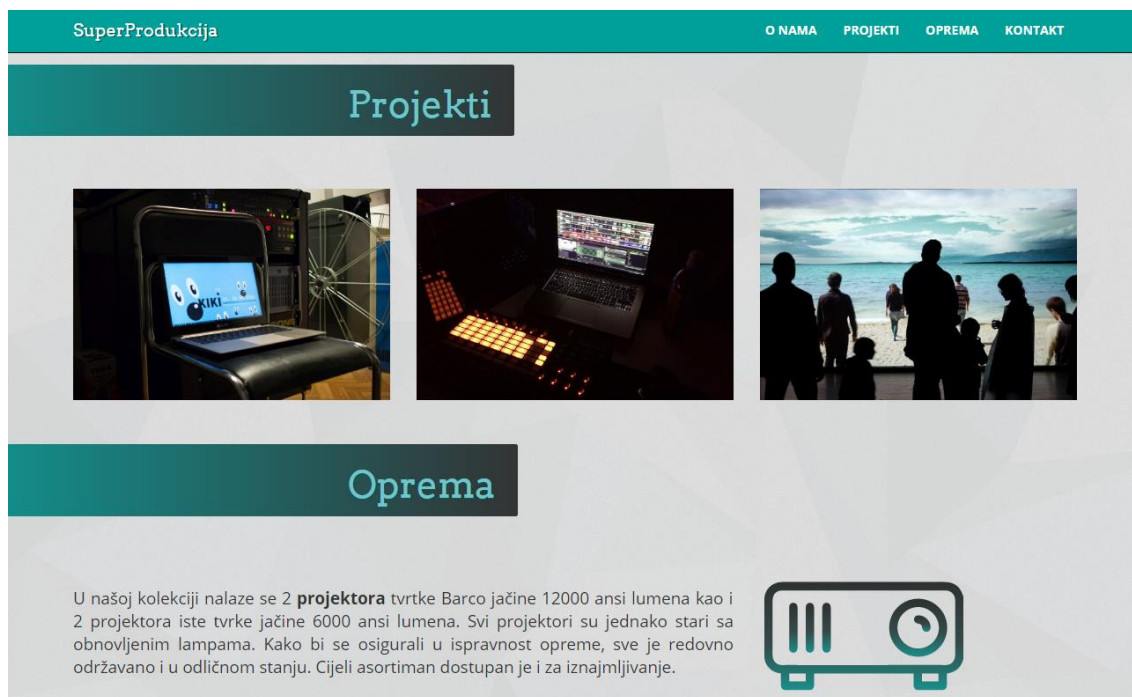 SuperProdukcija
O NAMA PROJEKTI OPREMA KONTAKT
Projekti
KIKI
Oprema
U našoj kolekciji nalaze se 2 projektora tvrtke Barco jačine 12000 ansi lumena kao i
2 projektora iste tvrke jačine 6000 ansi lumena. Svi projektori su jednako stari sa
obnovljenim lampama. Kako bi se osigurali u ispravnost opreme, sve je redovno
održavano i u odličnom stanju. Cijeli asortiman dostupan je i za iznajmljivanje.